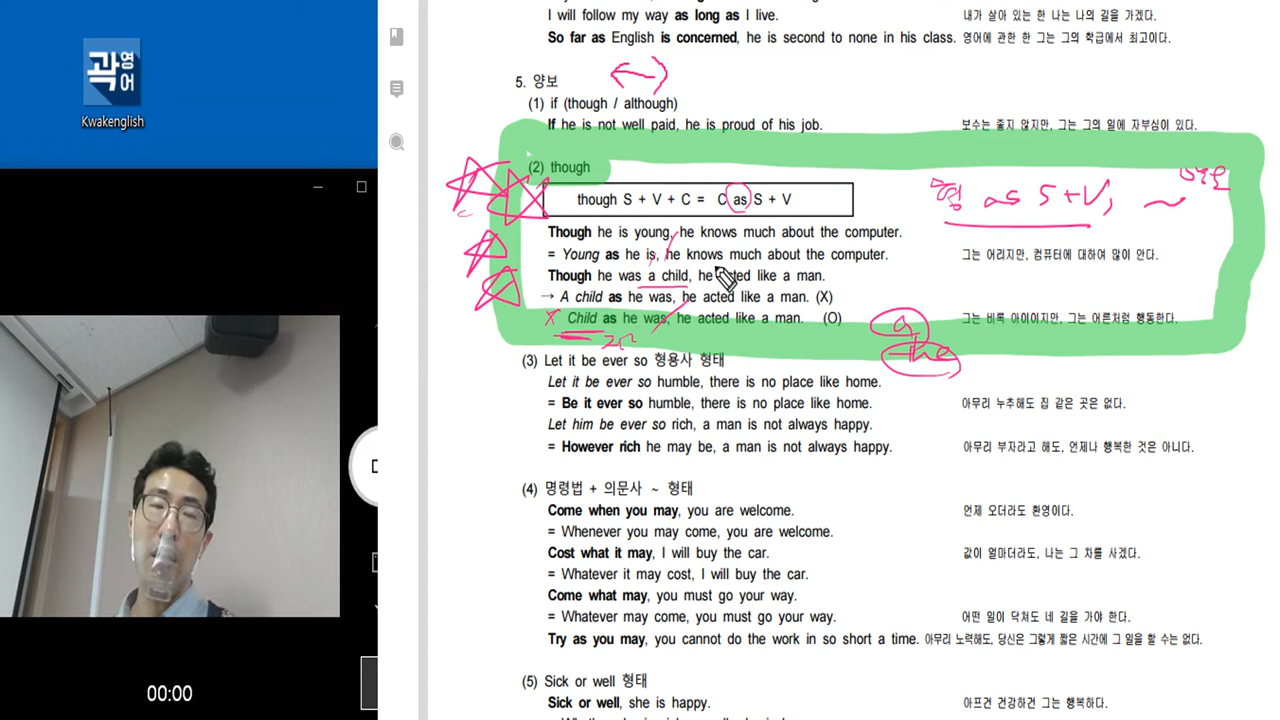 곽영어
Kwakenglish
00:00
I will follow my way as long as I live. 내가 살아 있는 한 나는 나의 길을 가겠다.
So far as English is concerned, he is second to none in his class. 영어에 관한 한 그는 그의 학급에서 최고이다.
5. 양보
(1) if (though / although)
If he is not well paid, he is proud of his job. 보수는 좋지 않지만, 그는 그의 일에 자부심이 있다.
(2) though
though S + V + C = C as S + V
형 as S + V, ~
Though he is young, he knows much about the computer.
= Young as he is, he knows much about the computer. 그는 어리지만, 컴퓨터에 대하여 많이 안다.
Though he was a child, he acted like a man.
→ A child as he was, he acted like a man. (X)
Child as he was, he acted like a man. (O) 그는 비록 아이이지만, 그는 어른처럼 행동한다.
a
the
(3) Let it be ever so 형용사 형태
Let it be ever so humble, there is no place like home.
= Be it ever so humble, there is no place like home. 아무리 누추해도 집 같은 곳은 없다.
Let him be ever so rich, a man is not always happy.
= However rich he may be, a man is not always happy. 아무리 부자라고 해도, 언제나 행복한 것은 아니다.
(4) 명령법 + 의문사 ~ 형태
Come when you may, you are welcome. 언제 오더라도 환영이다.
= Whenever you may come, you are welcome.
Cost what it may, I will buy the car. 값이 얼마더라도, 나는 그 차를 사겠다.
= Whatever it may cost, I will buy the car.
Come what may, you must go your way.
= Whatever may come, you must go your way. 어떤 일이 닥쳐도 네 길을 가야 한다.
Try as you may, you cannot do the work in so short a time. 아무리 노력해도, 당신은 그렇게 짧은 시간에 그 일을 할 수는 없다.
(5) Sick or well 형태
Sick or well, she is happy. 아프건 건강하건 그는 행복하다.